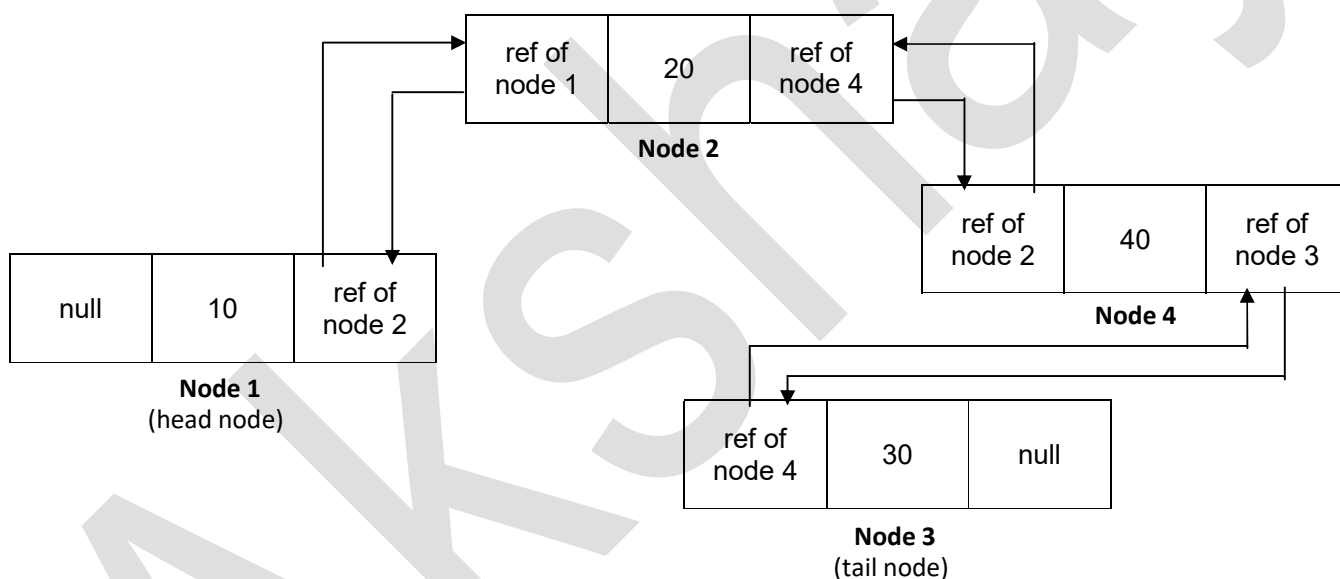 ref of
node 1
20
ref of
node 4
Node 2
ref of
node 2
40
ref of
node 3
Node 4
null
10
ref of
node 2
Node 1
(head node)
ref of
node 4
30
null
Node 3
(tail node)